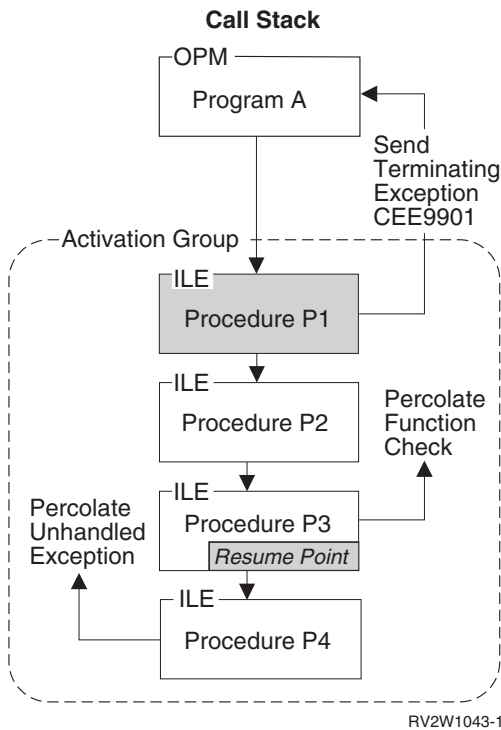 Call Stack
OPM
Program A
Send
Terminating
Exception
CEE9901
Activation Group
ILE
Procedure P1
ILE
Procedure P2
Percolate
Function
Check
ILE
Procedure P3
Resume Point
Percolate
Unhandled
Exception
ILE
Procedure P4
RV2W1043-1